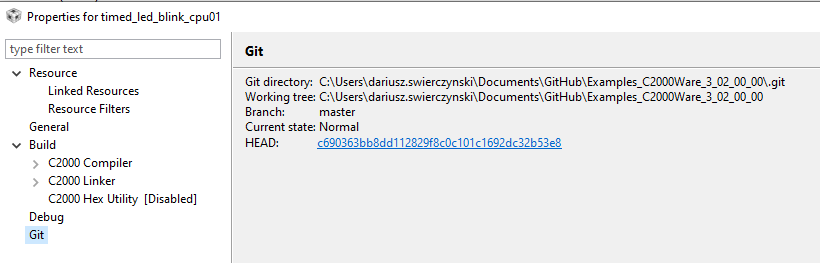 Properties for timed_led_blink_cpu01
type filter text
Resource
Linked Resources
Resource Filters
General
Build
C2000 Compiler
C2000 Linker
C2000 Hex Utility [Disabled]
Debug
Git
Git
Git directory: C:\Users\dariusz.swierczynski\Documents\GitHub\Examples_C2000Ware_3_02_00_00\.git
Working tree: C:\Users\dariusz.swierczynski\Documents\GitHub\Examples_C2000Ware_3_02_00_00
Branch: master
Current state: Normal
HEAD: c690363bb8dd112829f8c0c101c1692dc32b53e8